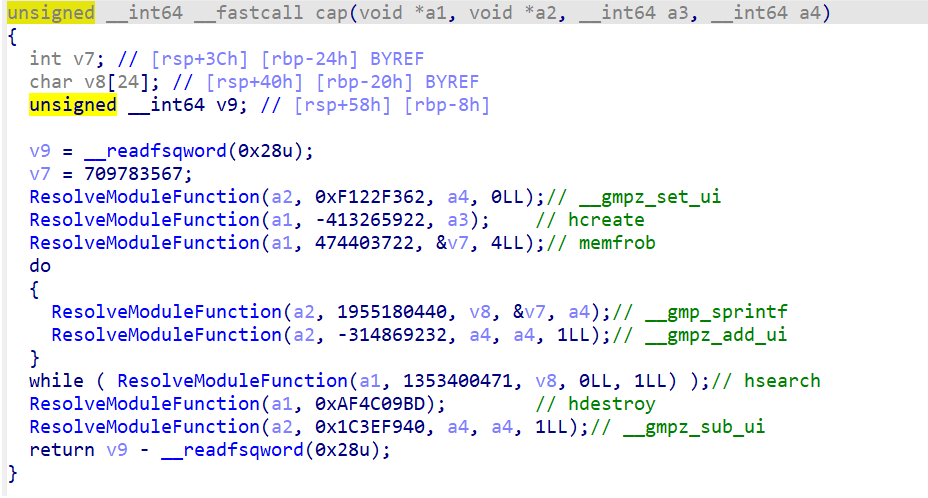 unsigned __int64 __fastcall cap(void *a1, void *a2, __int64 a3, __int64 a4)
{
  int v7; // [rsp+3Ch] [rbp-24h] BYREF
  char v8[24]; // [rsp+40h] [rbp-20h] BYREF
  unsigned __int64 v9; // [rsp+58h] [rbp-8h]

  v9 = __readfsqword(0x28u);
  v7 = 709783567;
  ResolveModuleFunction(a2, 0xF122F362, a4, 0LL);// __gmpz_set_ui
  ResolveModuleFunction(a1, -413265922, a3);    // hcreate
  ResolveModuleFunction(a1, 474403722, &v7, 4LL);// memfrob
  do
  {
    ResolveModuleFunction(a2, 1955180440, v8, &v7, a4);// __gmp_sprintf
    ResolveModuleFunction(a2, -314869232, a4, a4, 1LL);// __gmpz_add_ui
  }
  while ( ResolveModuleFunction(a1, 1353400471, v8, 0LL, 1LL) );// hsearch
  ResolveModuleFunction(a1, 0xAF4C09BD);        // hdestroy
  ResolveModuleFunction(a2, 0x1C3EF940, a4, a4, 1LL);// __gmpz_sub_ui
  return v9 - __readfsqword(0x28u);
}